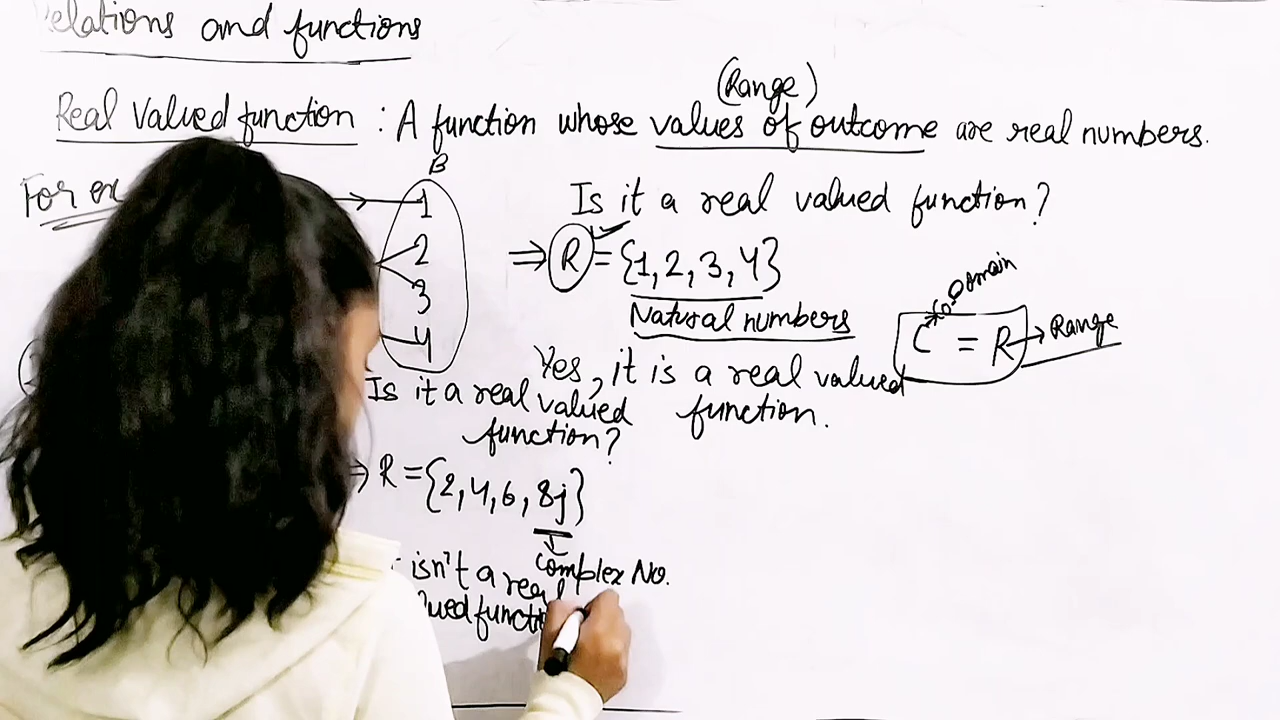 Relations and functions
(Range)
Real Valued function : A function whose values of outcome are real numbers.
B
For
1
2
3
4
Is it a real valued function?
⇒ R = {1, 2, 3, 4}
Natural numbers
Yes, it is a real valued
function.
Co-Domain
C = R → Range
Is it a real valued
function?
⇒ R = {2, 4, 6, 8j}
Complex No.
isn't a real
function